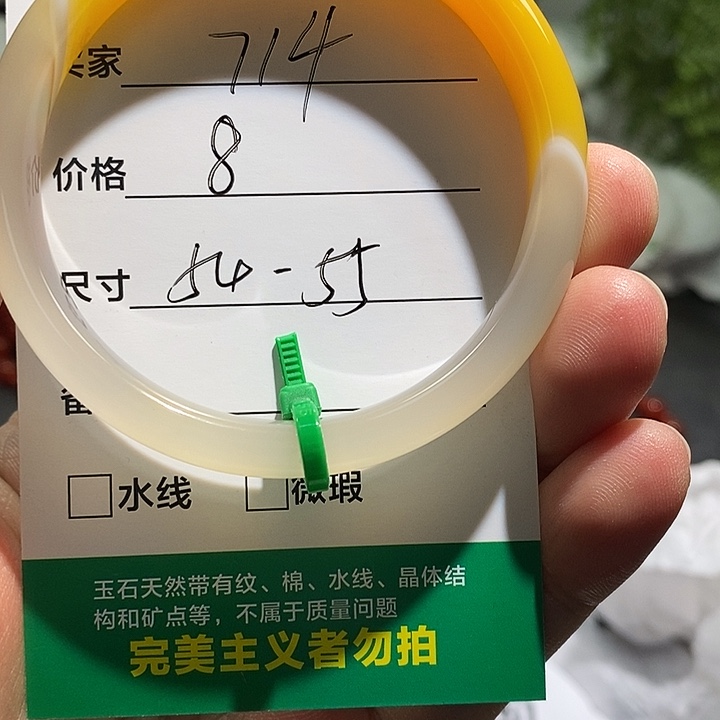 卖家 714
价格 8
尺寸 54-55
备
水线 微瑕
玉石天然带有纹、棉、水线、晶体结
构和矿点等，不属于质量问题
完美主义者勿拍